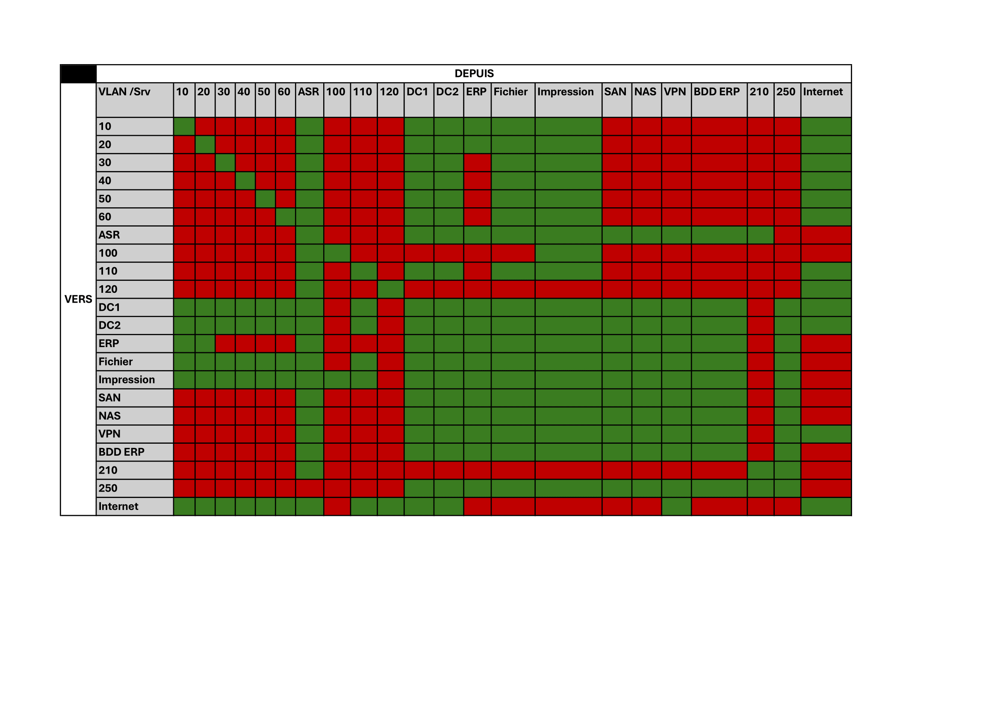 DEPUIS
VLAN /Srv 10 20 30 40 50 60 ASR 100 110 120 DC1 DC2 ERP Fichier Impression SAN NAS VPN BDD ERP 210 250 Internet
10
20
30
40
50
60
ASR
100
110
120
VERS
DC1
DC2
ERP
Fichier
Impression
SAN
NAS
VPN
BDD ERP
210
250
Internet